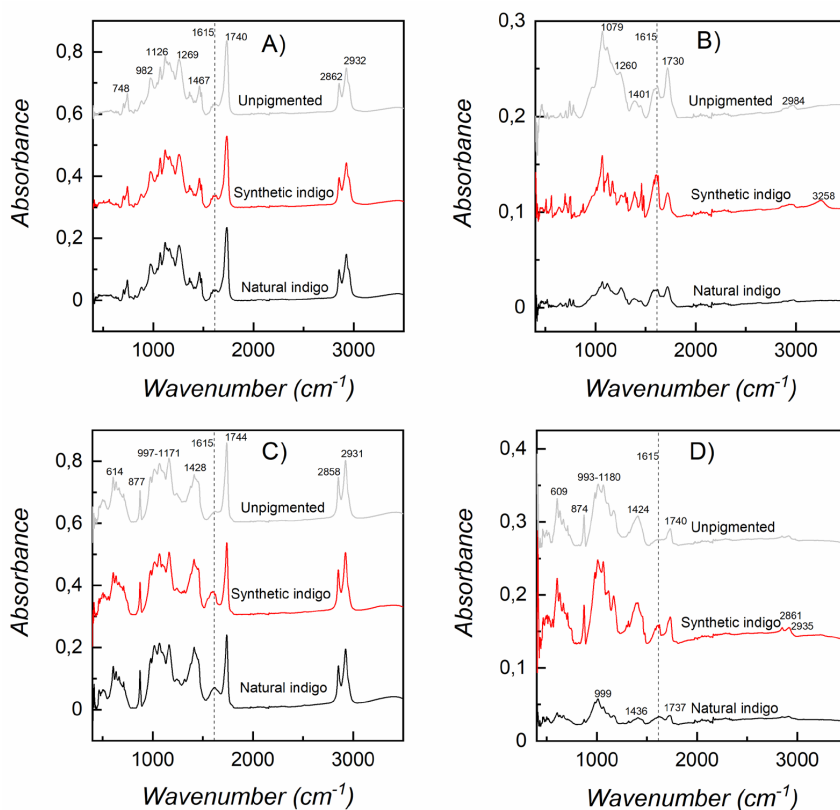 A)
0,8
0,6
0,4
0,2
0
Absorbance
1615
1740
1126
1269
982
1467
748
2932
2862
Unpigmented
Synthetic indigo
Natural indigo
1000
2000
3000
Wavenumber (cm-1)
B)
0,3
0,2
0,1
0
Absorbance
1079
1615
1260
1730
1401
2984
Unpigmented
Synthetic indigo
3258
Natural indigo
1000
2000
3000
Wavenumber (cm-1)
C)
0,8
0,6
0,4
0,2
0
Absorbance
1615
1744
997-1171
1428
614
877
2931
2858
Unpigmented
Synthetic indigo
Natural indigo
1000
2000
3000
Wavenumber (cm-1)
D)
0,4
0,3
0,2
0,1
0
Absorbance
1615
993-1180
609
874
1424
1740
Unpigmented
Synthetic indigo
2861
2935
Natural indigo
999
1436
1737
1000
2000
3000
Wavenumber (cm-1)